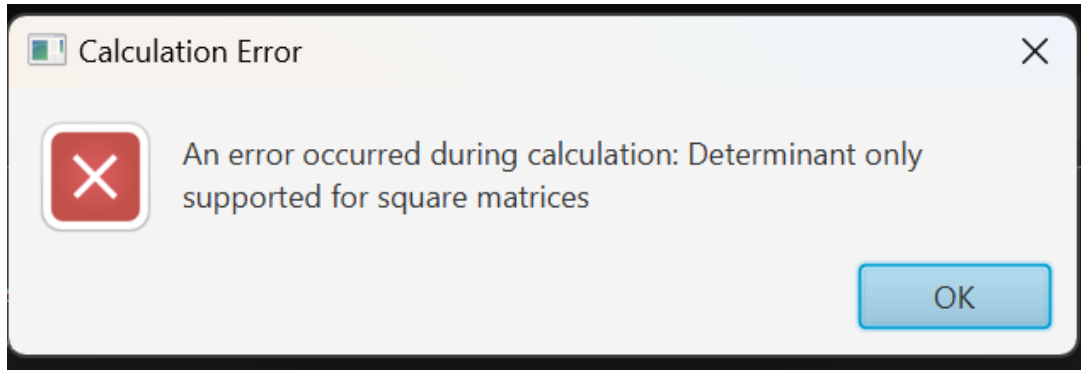 Calculation Error
An error occurred during calculation: Determinant only
supported for square matrices
OK